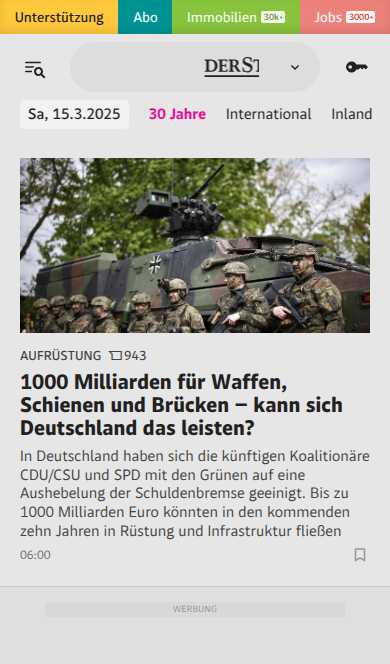 Unterstützung Abo Immobilien 30k+ Jobs 3000+
DER ST
Sa, 15.3.2025 30 Jahre International Inland
AUFRÜSTUNG 943
1000 Milliarden für Waffen,
Schienen und Brücken – kann sich
Deutschland das leisten?
In Deutschland haben sich die künftigen Koalitionäre
CDU/CSU und SPD mit den Grünen auf eine
Aushebelung der Schuldenbremse geeinigt. Bis zu
1000 Milliarden Euro könnten in den kommenden
zehn Jahren in Rüstung und Infrastruktur fließen
06:00
WERBUNG